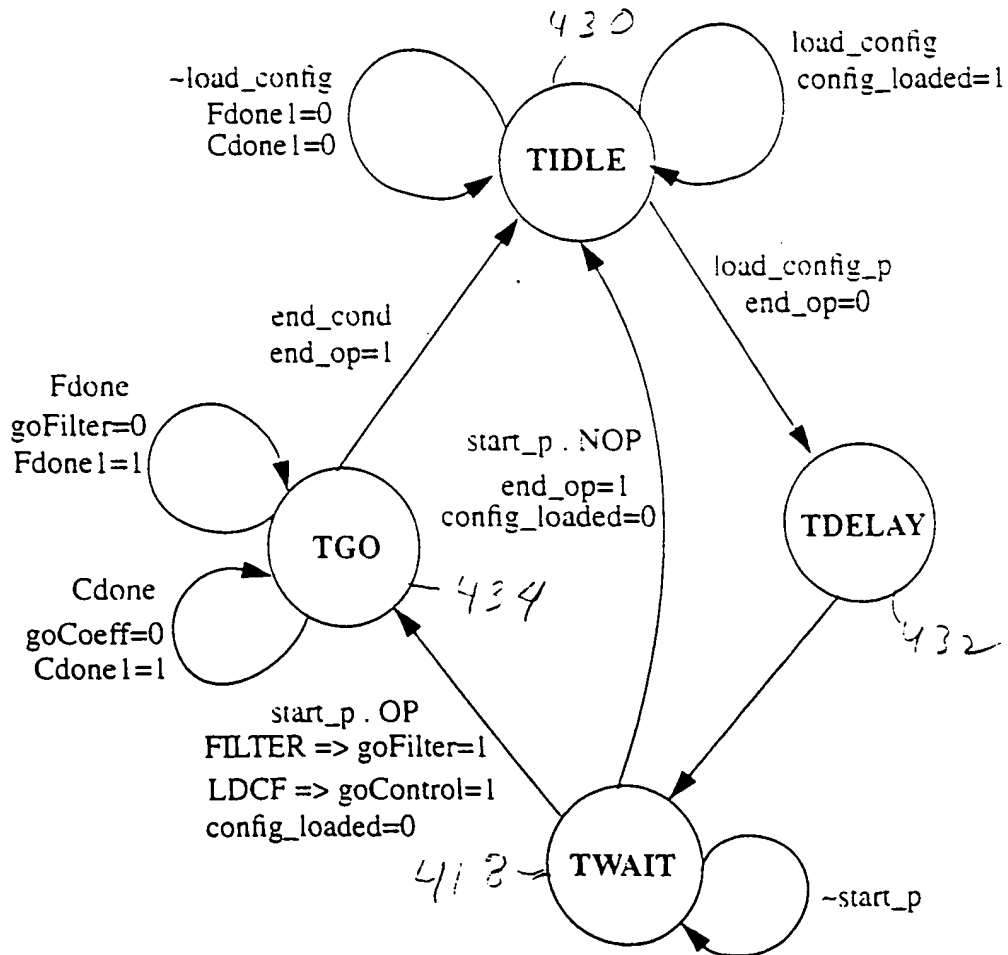 430
~load_config
Fdone1=0
Cdone1=0
load_config
config_loaded=1
TIDLE
load_config_p
end_op=0
end_cond
end_op=1
Fdone
goFilter=0
Fdone1=1
start_p . NOP
end_op=1
config_loaded=0
TDELAY
TGO
Cdone
goCoeff=0
Cdone1=1
434
432
start_p . OP
FILTER => goFilter=1
LDCF => goControl=1
config_loaded=0
TWAIT
418
~start_p